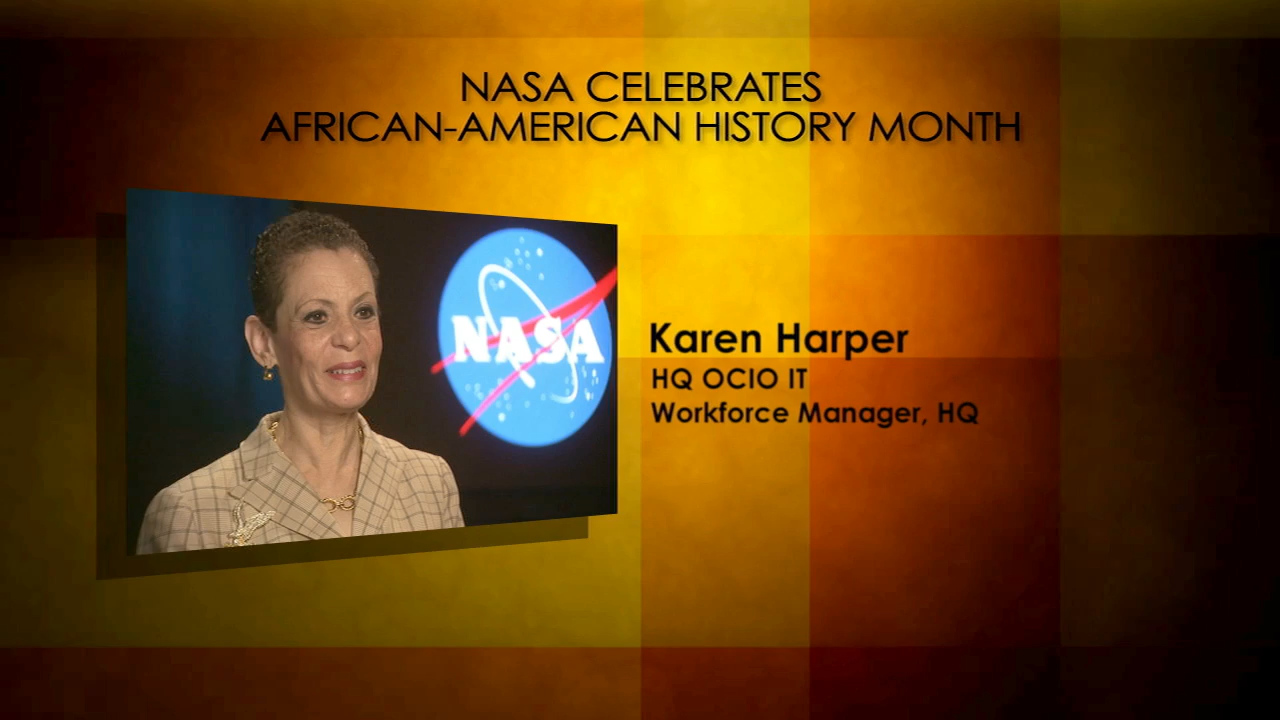 NASA CELEBRATES
AFRICAN-AMERICAN HISTORY MONTH
NASA
Karen Harper
HQ OCIO IT
Workforce Manager, HQ